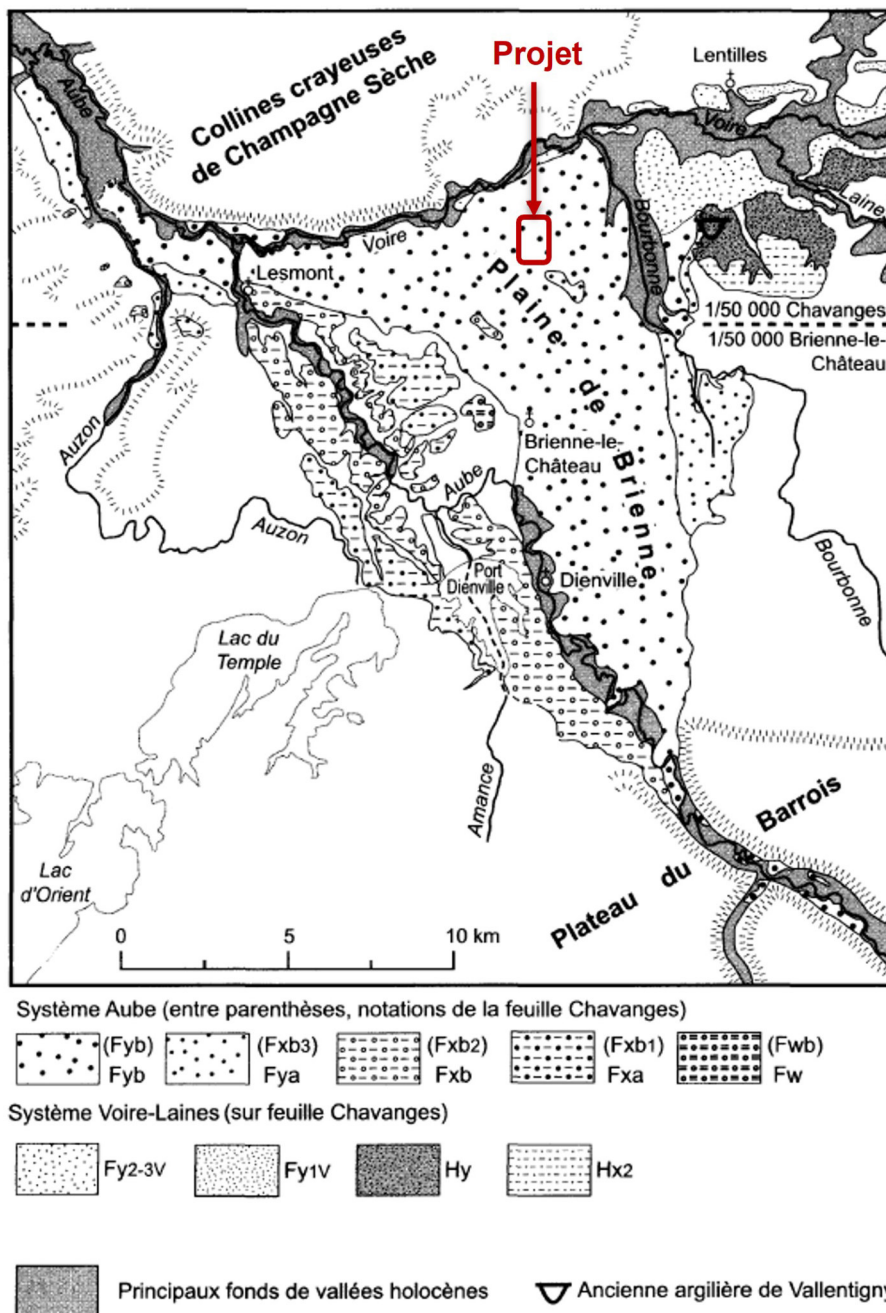 Projet
Lentilles
Collines crayeuses
de Champagne Sèche
Aube
Voire
Laine
Voire
Bourbonne
Lesmont
Plaine de Brienne
1/50 000 Chavanges
1/50 000 Brienne-le-
Château
Auzon
Brienne-le-
Château
Aube
Auzon
Port
Dienville
Dienville
Bourbonne
Lac du
Temple
Amance
Lac
d'Orient
Plateau du Barrois
0 5 10 km
Système Aube (entre parenthèses, notations de la feuille Chavanges)
(Fyb) (Fxb3) (Fxb2) (Fxb1) (Fwb)
Fyb Fya Fxb Fxa Fw
Système Voire-Laines (sur feuille Chavanges)
Fy2-3V Fy1V Hy Hx2
Principaux fonds de vallées holocènes Ancienne argilière de Vallentigny